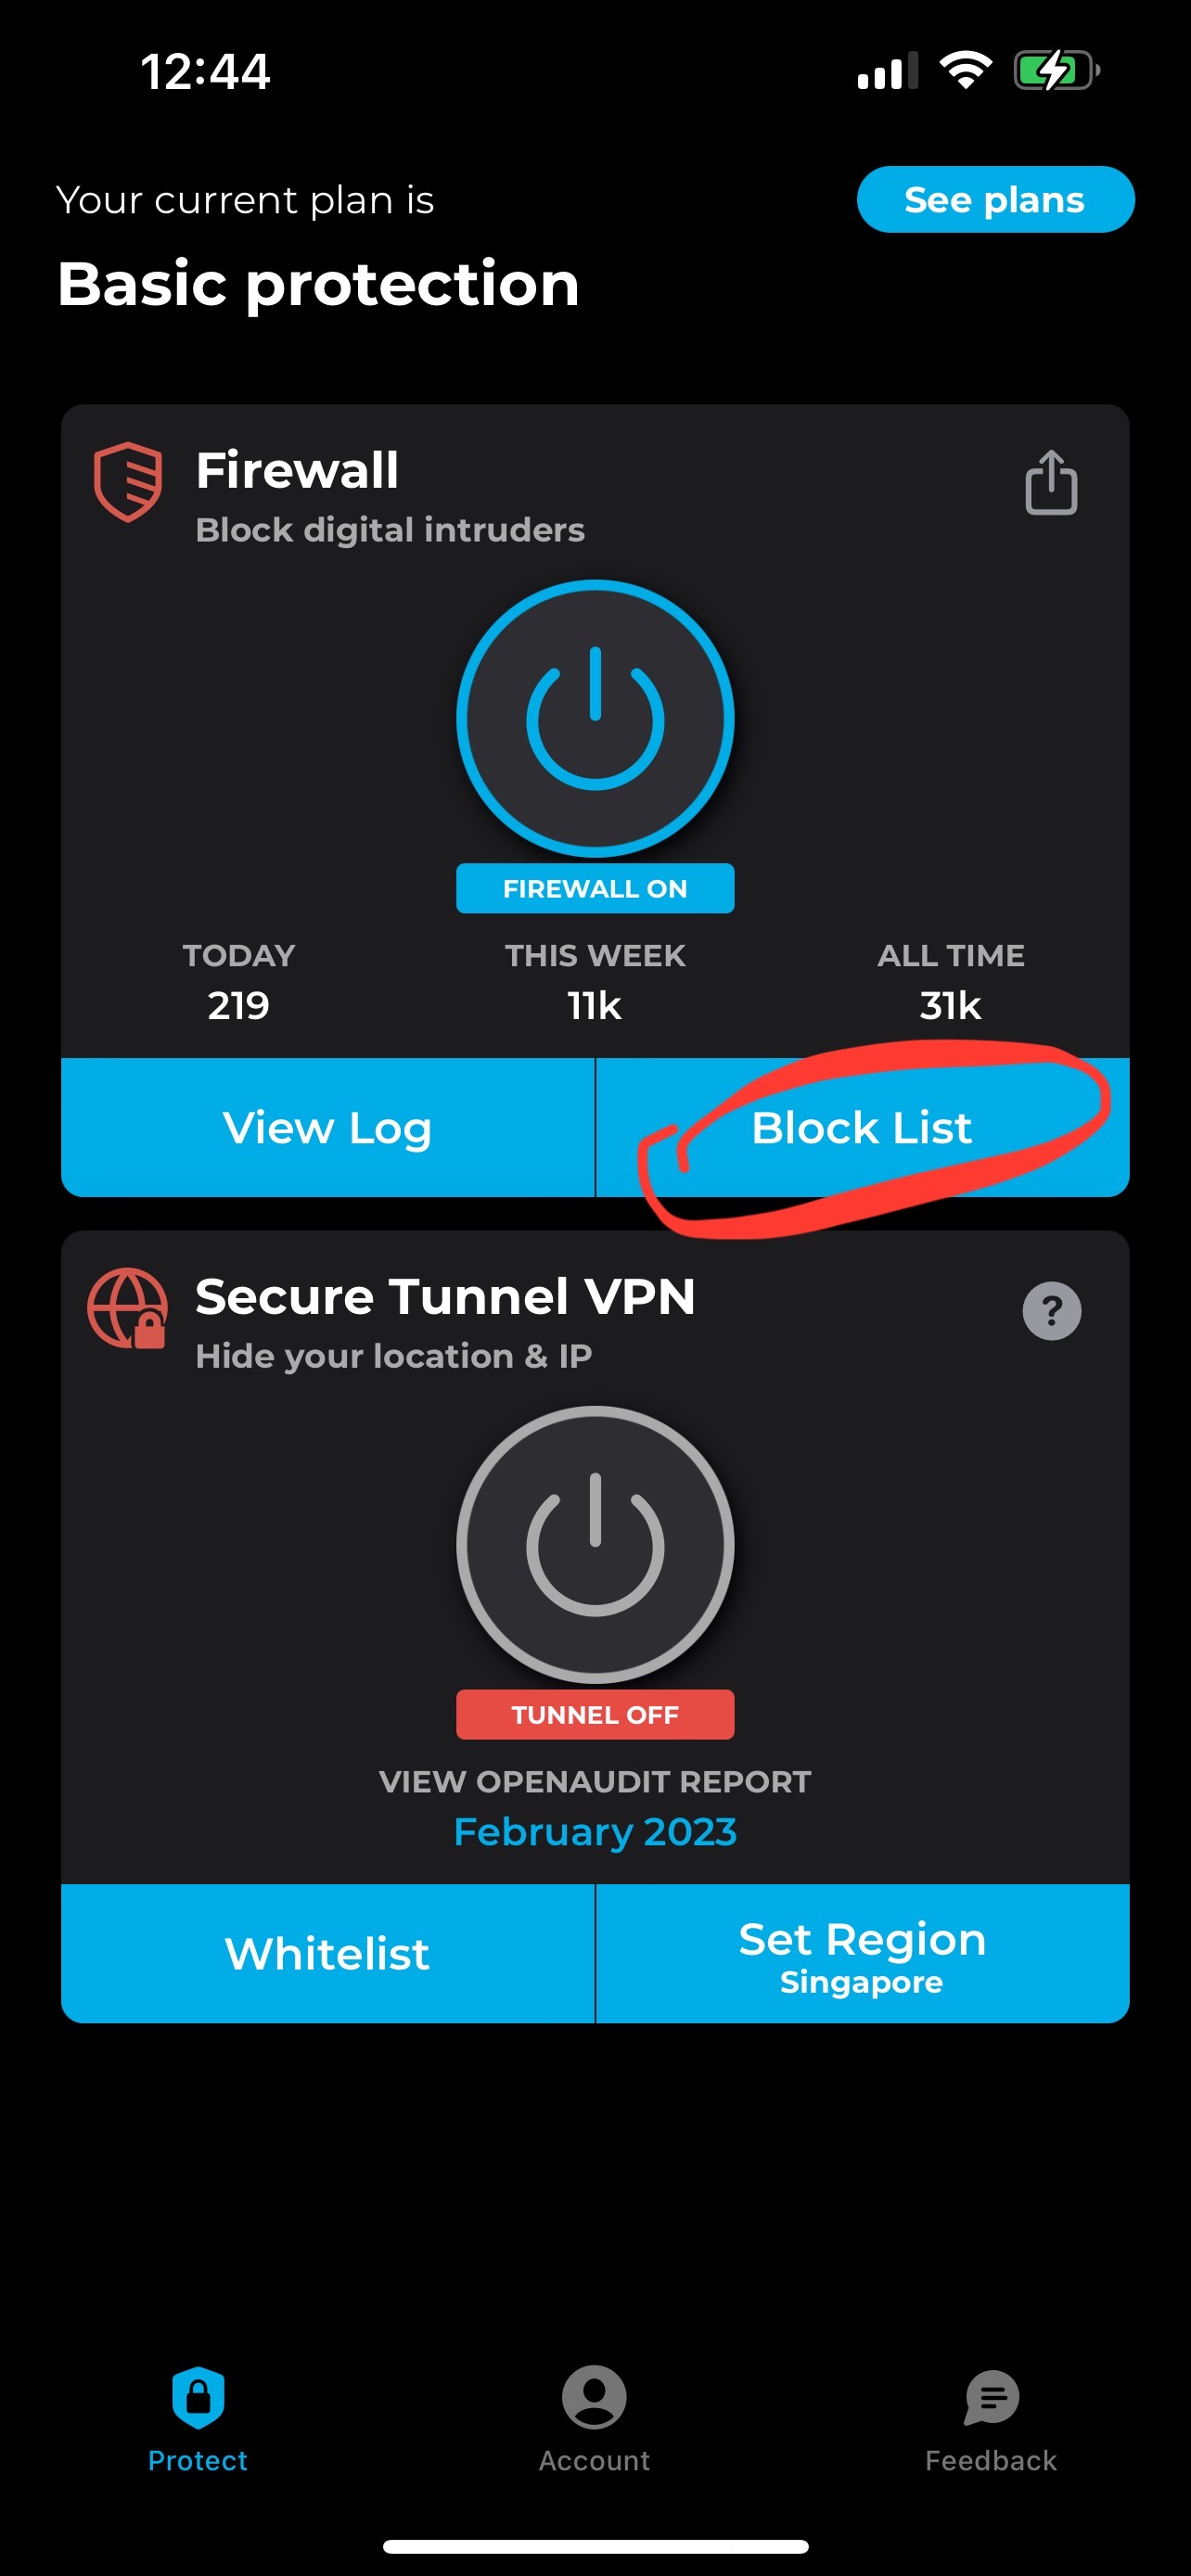 12:44
Your current plan is
See plans
Basic protection
Firewall
Block digital intruders
FIREWALL ON
TODAY
THIS WEEK
ALL TIME
219
11k
31k
View Log
Block List
Secure Tunnel VPN
?
Hide your location & IP
TUNNEL OFF
VIEW OPENAUDIT REPORT
February 2023
Whitelist
Set Region
Singapore
Protect
Account
Feedback